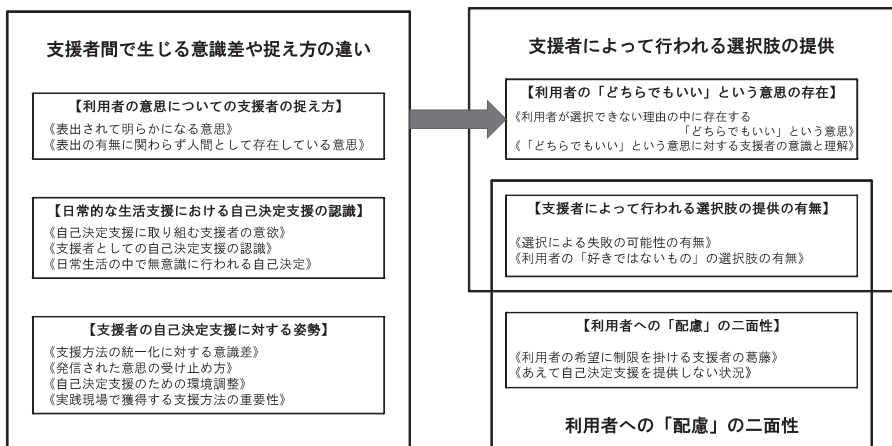 支援者間で生じる意識差や捉え方の違い
【利用者の意思についての支援者の捉え方】
《表出されて明らかになる意思》
《表出の有無に関わらず人間として存在している意思》
【日常的な生活支援における自己決定支援の認識】
《自己決定支援に取り組む支援者の意欲》
《支援者としての自己決定支援の認識》
《日常生活の中で無意識に行われる自己決定》
【支援者の自己決定支援に対する姿勢】
《支援方法の統一化に対する意識差》
《発信された意思の受け止め方》
《自己決定支援のための環境調整》
《実践現場で獲得する支援方法の重要性》
支援者によって行われる選択肢の提供
【利用者の「どちらでもいい」という意思の存在】
《利用者が選択できない理由の中に存在する
「どちらでもいい」という意思》
《「どちらでもいい」という意思に対する支援者の意識と理解》
【支援者によって行われる選択肢の提供の有無】
《選択による失敗の可能性の有無》
《利用者の「好きではないもの」の選択肢の有無》
【利用者への「配慮」の二面性】
《利用者の希望に制限を掛ける支援者の葛藤》
《あえて自己決定支援を提供しない状況》
利用者への「配慮」の二面性